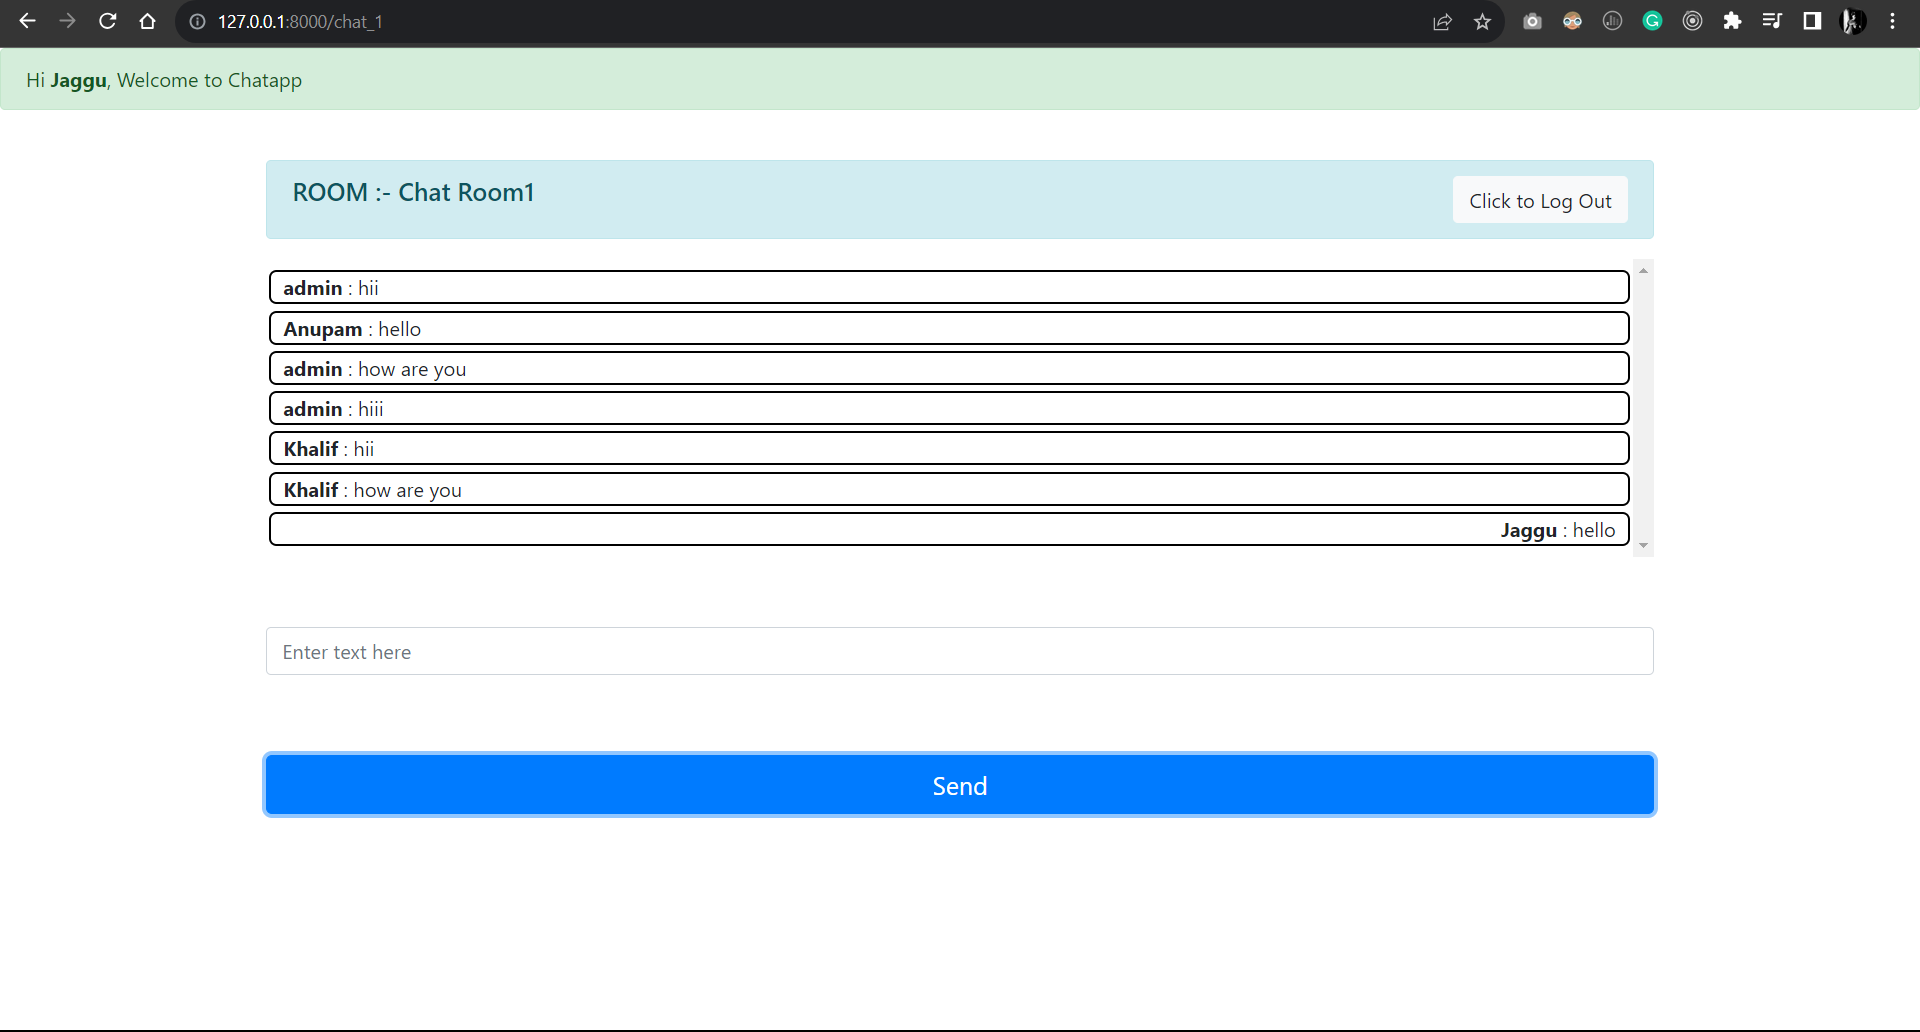 127.0.0.1:8000/chat_1
Hi Jaggu, Welcome to Chatapp
ROOM :- Chat Room1
Click to Log Out
admin : hii
Anupam : hello
admin : how are you
admin : hiii
Khalif : hii
Khalif : how are you
Jaggu : hello
Enter text here
Send